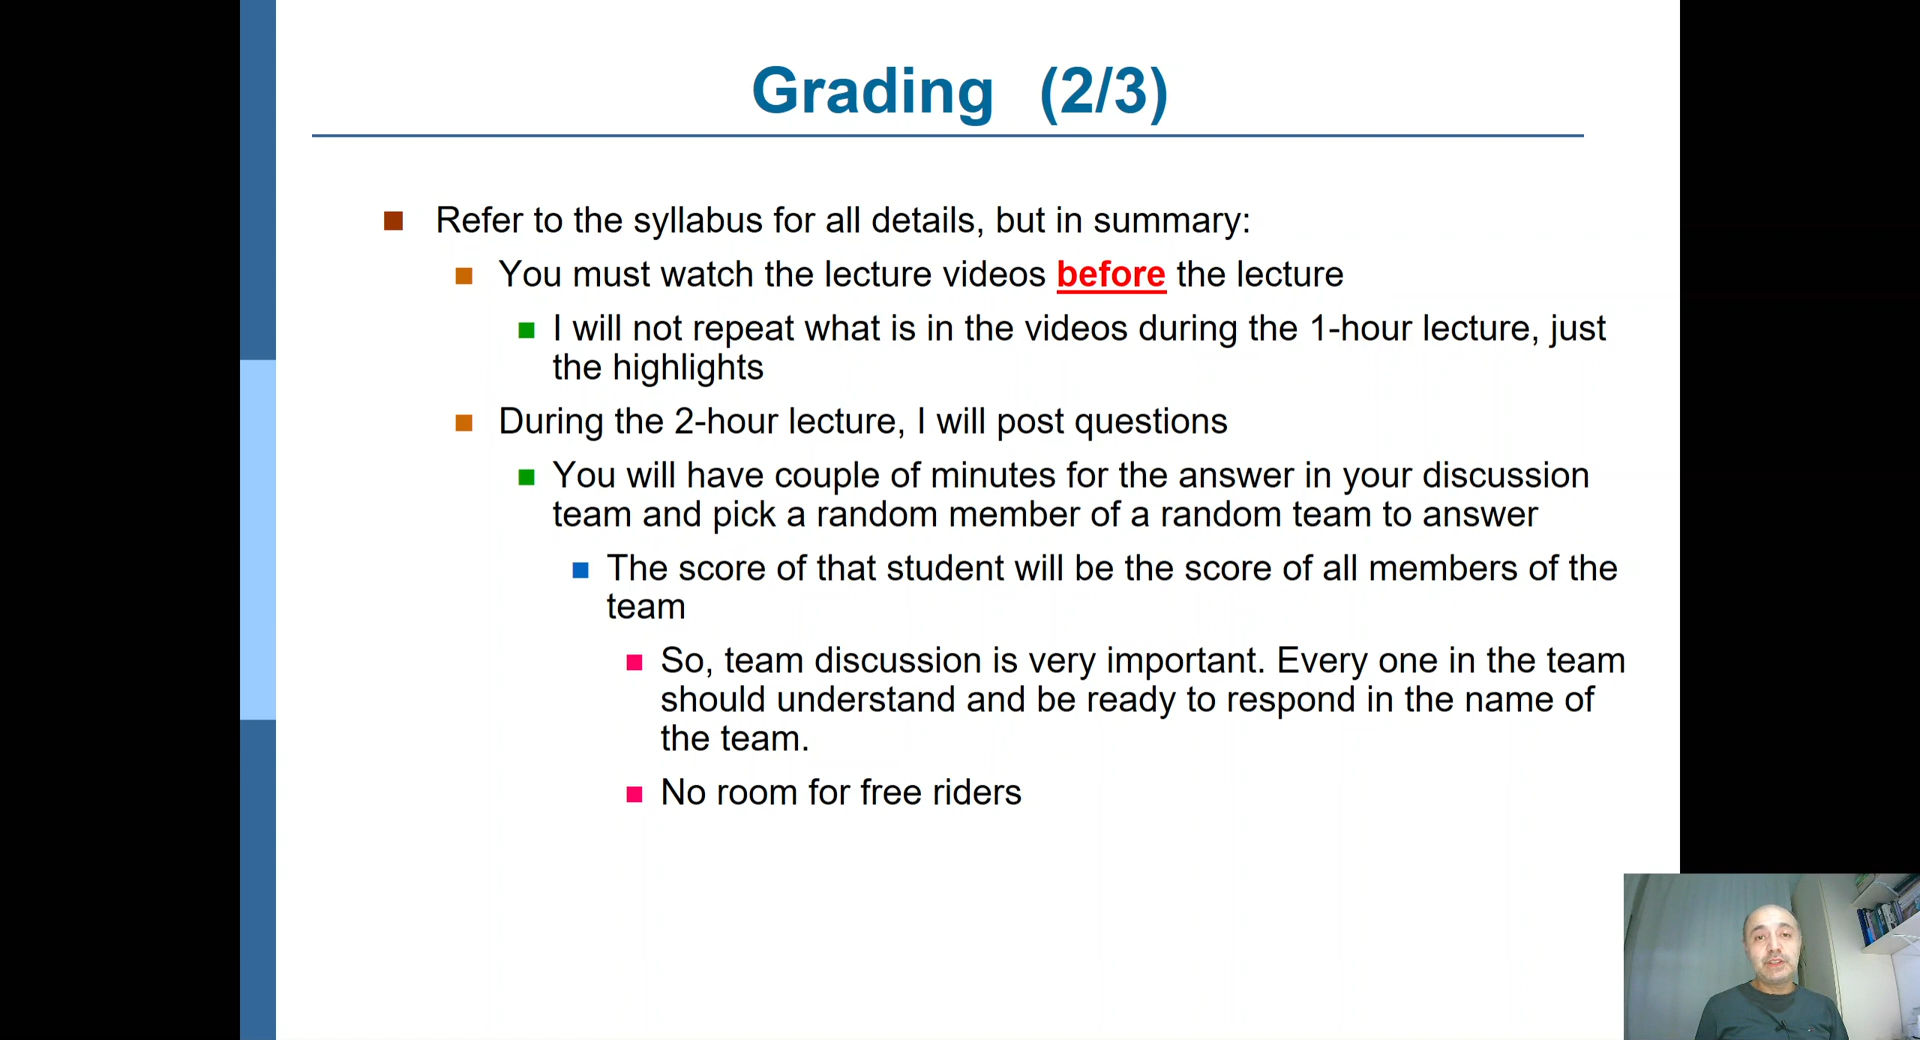 Grading (2/3)
Refer to the syllabus for all details, but in summary:
You must watch the lecture videos before the lecture
I will not repeat what is in the videos during the 1-hour lecture, just
the highlights
During the 2-hour lecture, I will post questions
You will have couple of minutes for the answer in your discussion
team and pick a random member of a random team to answer
The score of that student will be the score of all members of the
team
So, team discussion is very important. Every one in the team
should understand and be ready to respond in the name of
the team.
No room for free riders